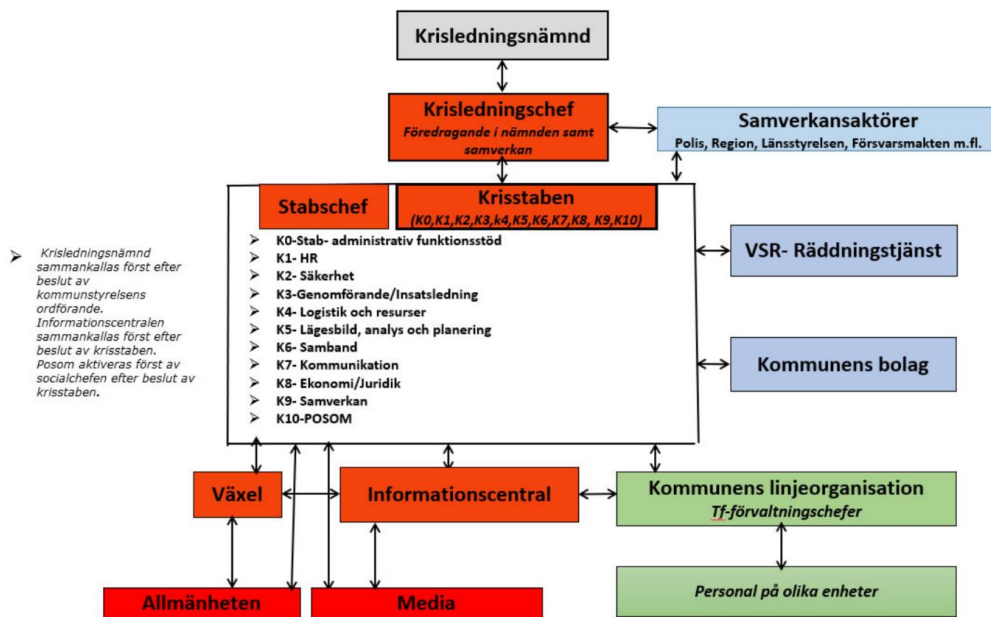 Krisledningsnämnd
Krisledningschef
Föredragande i nämnden samt
samverkan
Samverkansaktörer
Polis, Region, Länsstyrelsen, Försvarsmakten m.fl.
Stabschef
Krisstaben
(K0,K1,K2,K3,k4,K5,K6,K7,K8, K9,K10)
K0-Stab- administrativ funktionsstöd
K1- HR
K2- Säkerhet
K3-Genomförande/Insatsledning
K4- Logistik och resurser
K5- Lägesbild, analys och planering
K6- Samband
K7- Kommunikation
K8- Ekonomi/Juridik
K9- Samverkan
K10-POSOM
Krisledningsnämnd
sammankallas först efter
beslut av
kommunstyrelsens
ordförande.
Informationscentralen
sammankallas först efter
beslut av krisstaben.
Posom aktiveras först av
socialchefen efter beslut av
krisstaben.
VSR- Räddningstjänst
Kommunens bolag
Växel
Informationscentral
Kommunens linjeorganisation
Tf-förvaltningschefer
Allmänheten
Media
Personal på olika enheter